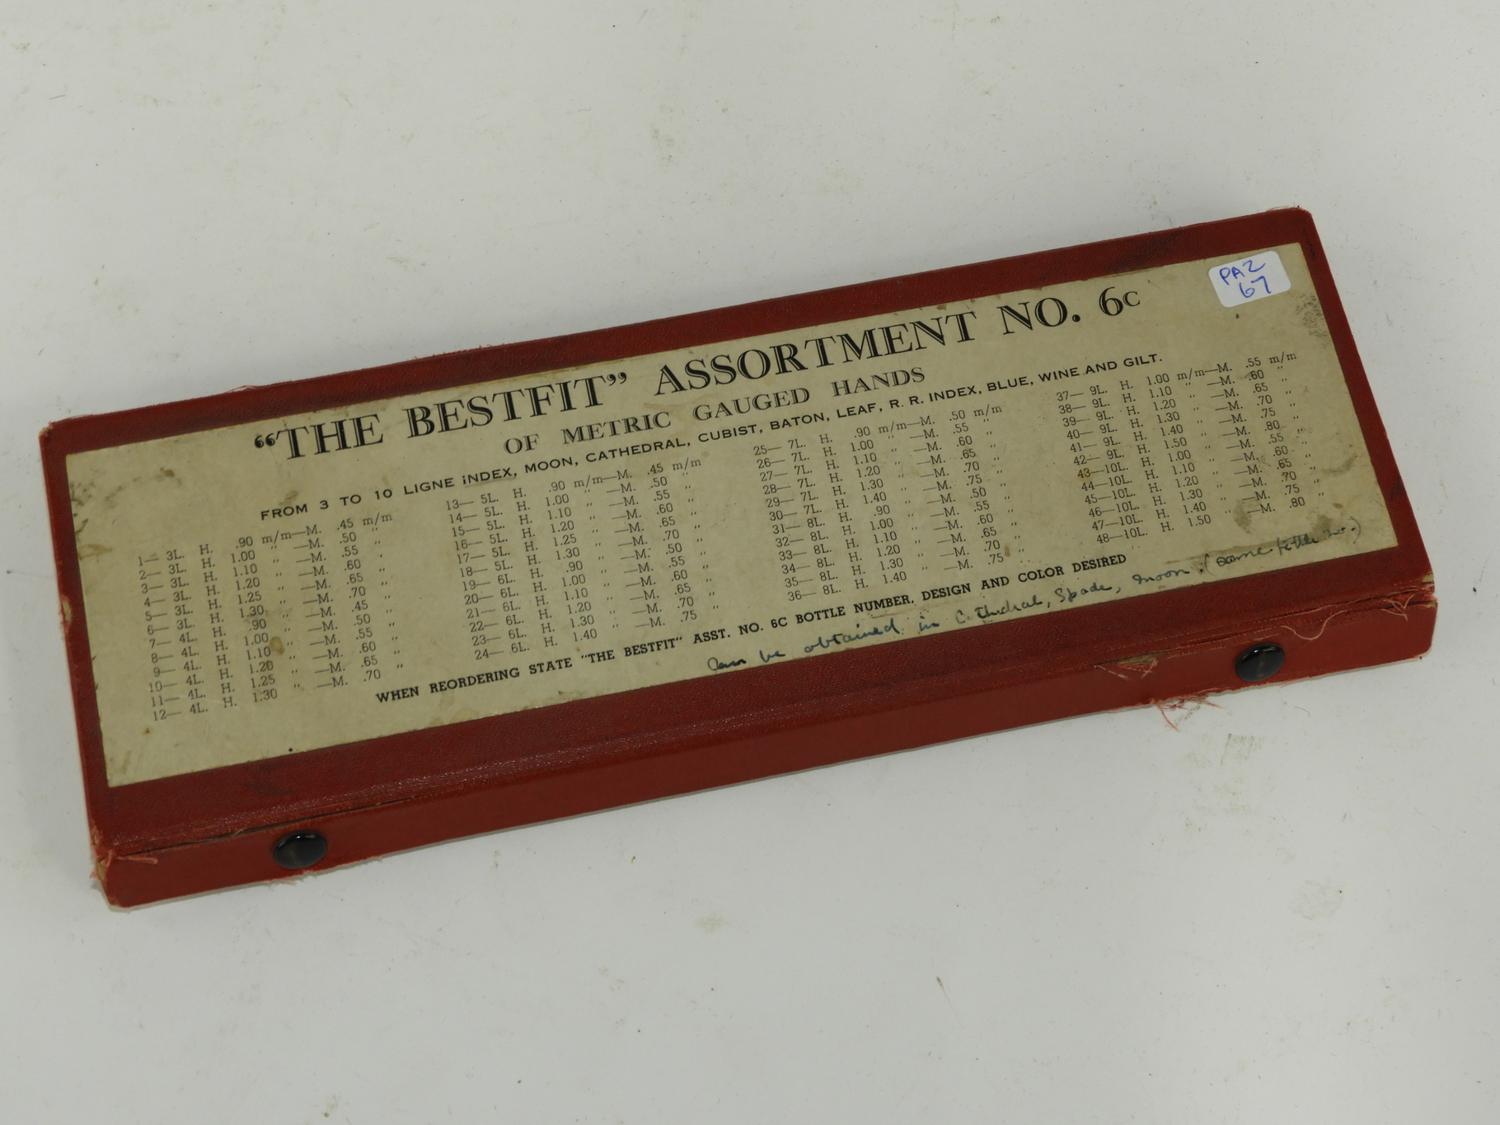 PA2
67
“THE BESTFIT” ASSORTMENT NO. 6C
OF METRIC GAUGED HANDS
FROM 3 TO 10 LIGNE INDEX, MOON, CATHEDRAL, CUBIST, BATON, LEAF, R. R. INDEX, BLUE, WINE AND GILT.
1— 3L. H. .90 m/m—M. .45 m/m
2— 3L. H. 1.00 „ —M. .50 „
3— 3L. H. 1.10 „ —M. .55 „
4— 3L. H. 1.20 „ —M. .60 „
5— 3L. H. 1.25 „ —M. .65 „
6— 3L. H. 1.30 „ —M. .70 „
7— 4L. H. .90 „ —M. .45 „
8— 4L. H. 1.00 „ —M. .50 „
9— 4L. H. 1.10 „ —M. .55 „
10— 4L. H. 1.20 „ —M. .60 „
11— 4L. H. 1.25 „ —M. .65 „
12— 4L. H. 1.30 „ —M. .70 „
13— 5L. H. .90 m/m—M. .45 m/m
14— 5L. H. 1.00 „ —M. .50 „
15— 5L. H. 1.10 „ —M. .55 „
16— 5L. H. 1.20 „ —M. .60 „
17— 5L. H. 1.25 „ —M. .65 „
18— 5L. H. 1.30 „ —M. .70 „
19— 6L. H. .90 „ —M. .50 „
20— 6L. H. 1.00 „ —M. .55 „
21— 6L. H. 1.10 „ —M. .60 „
22— 6L. H. 1.20 „ —M. .65 „
23— 6L. H. 1.30 „ —M. .70 „
24— 6L. H. 1.40 „ —M. .75 „
25— 7L. H. .90 m/m—M. .50 m/m
26— 7L. H. 1.00 „ —M. .55 „
27— 7L. H. 1.10 „ —M. .60 „
28— 7L. H. 1.20 „ —M. .65 „
29— 7L. H. 1.30 „ —M. .70 „
30— 7L. H. 1.40 „ —M. .75 „
31— 8L. H. .90 „ —M. .50 „
32— 8L. H. 1.00 „ —M. .55 „
33— 8L. H. 1.10 „ —M. .60 „
34— 8L. H. 1.20 „ —M. .65 „
35— 8L. H. 1.30 „ —M. .70 „
36— 8L. H. 1.40 „ —M. .75 „
37— 9L. H. 1.00 m/m—M. .55 m/m
38— 9L. H. 1.10 „ —M. .60 „
39— 9L. H. 1.20 „ —M. .65 „
40— 9L. H. 1.30 „ —M. .70 „
41— 9L. H. 1.40 „ —M. .75 „
42— 9L. H. 1.50 „ —M. .80 „
43—10L. H. 1.00 „ —M. .55 „
44—10L. H. 1.10 „ —M. .60 „
45—10L. H. 1.20 „ —M. .65 „
46—10L. H. 1.30 „ —M. .70 „
47—10L. H. 1.40 „ —M. .75 „
48—10L. H. 1.50 „ —M. .80 „
WHEN REORDERING STATE "THE BESTFIT" ASST. NO. 6C BOTTLE NUMBER, DESIGN AND COLOR DESIRED
Can be obtained in Cathedral, Spade, moon. (same bottle no.)